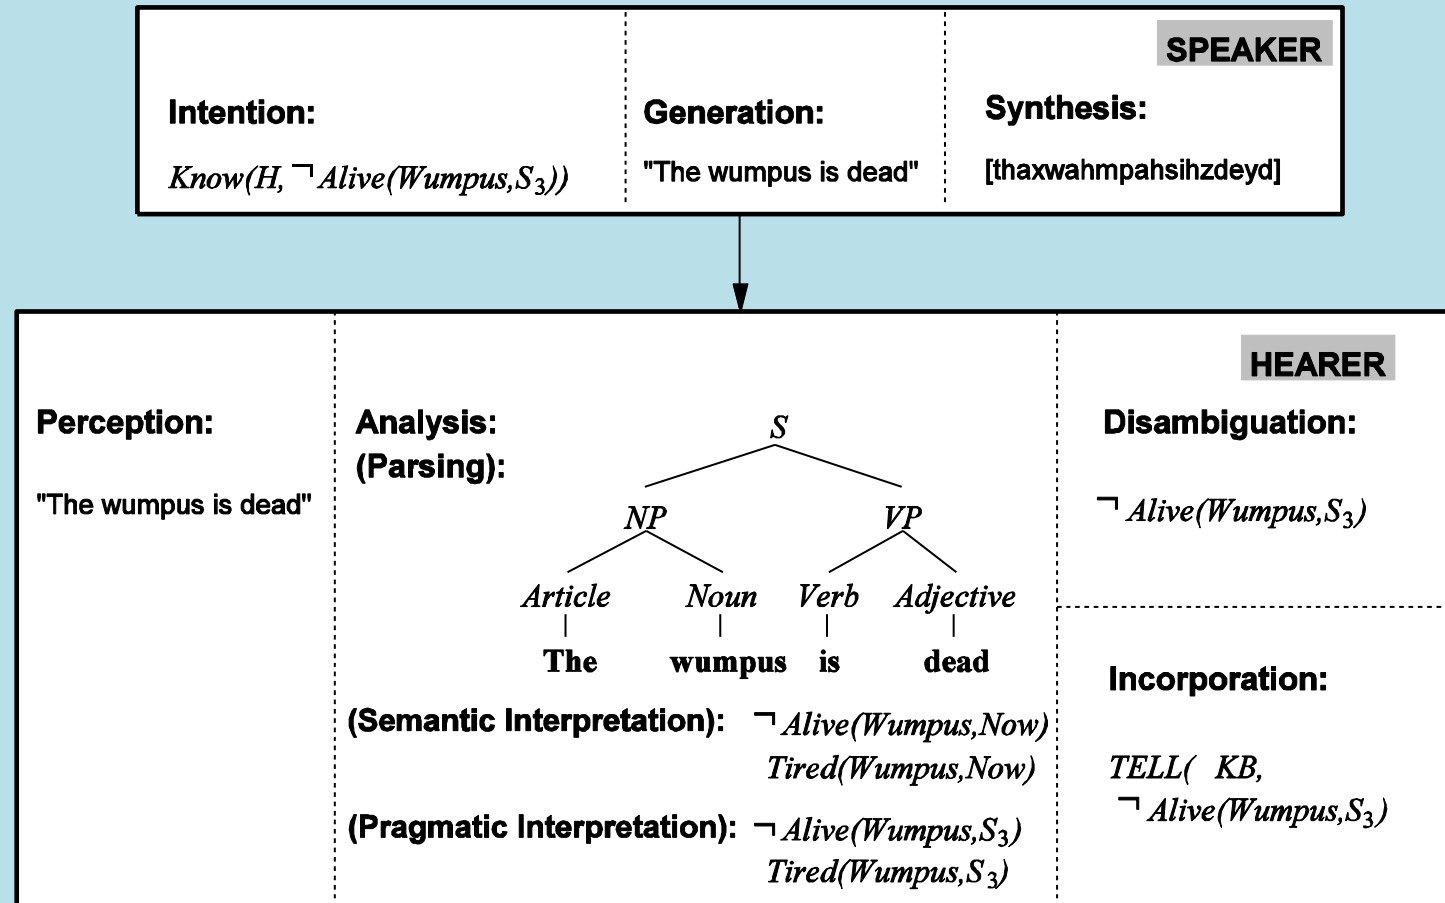 SPEAKER
Intention:
Know(H, ¬ Alive(Wumpus,S₃))
Generation:
"The wumpus is dead"
Synthesis:
[thaxwahmpahsihzdeyd]
HEARER
Perception:
"The wumpus is dead"
Analysis:
(Parsing):
S
NP VP
Article Noun Verb Adjective
The wumpus is dead
(Semantic Interpretation): ¬ Alive(Wumpus,Now)
Tired(Wumpus,Now)
(Pragmatic Interpretation): ¬ Alive(Wumpus,S₃)
Tired(Wumpus,S₃)
Disambiguation:
¬ Alive(Wumpus,S₃)
Incorporation:
TELL( KB,
¬ Alive(Wumpus,S₃)